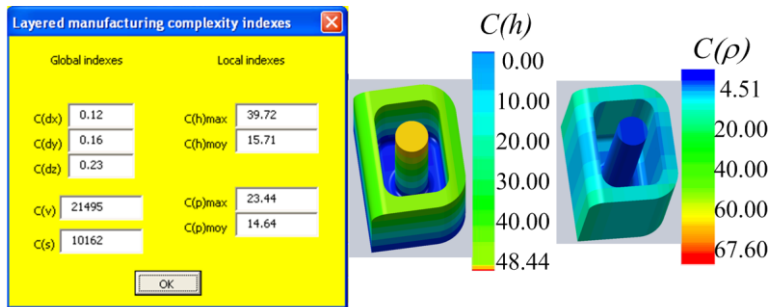 Layered manufacturing complexity indexes
Global indexes
Local indexes
C(dx) 0.12
C(dy) 0.16
C(dz) 0.23
C(v) 21495
C(s) 10162
C(h)max 39.72
C(h)moy 15.71
C(p)max 23.44
C(p)moy 14.64
OK
C(h)
0.00
10.00
20.00
30.00
40.00
48.44
C(ρ)
4.51
20.00
40.00
60.00
67.60